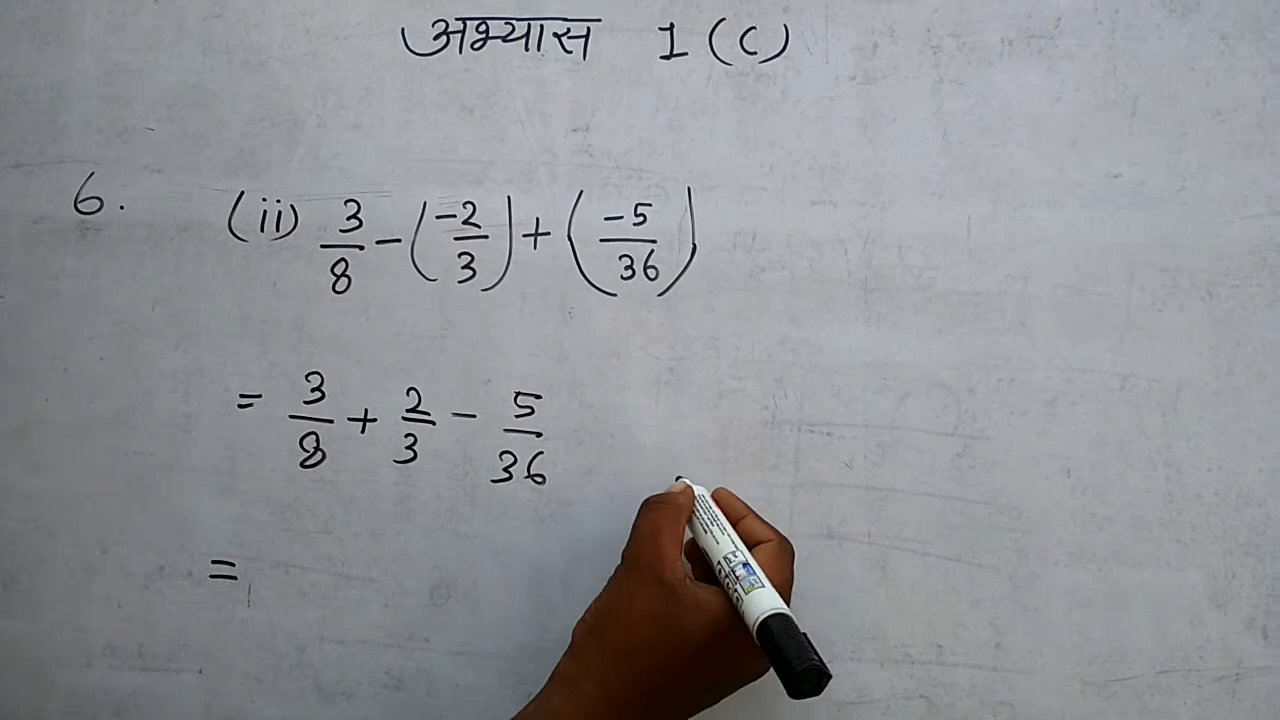 अभ्यास 1 (C)
6. (ii) 3/8 - (-2/3) + (-5/36)
= 3/8 + 2/3 - 5/36
=